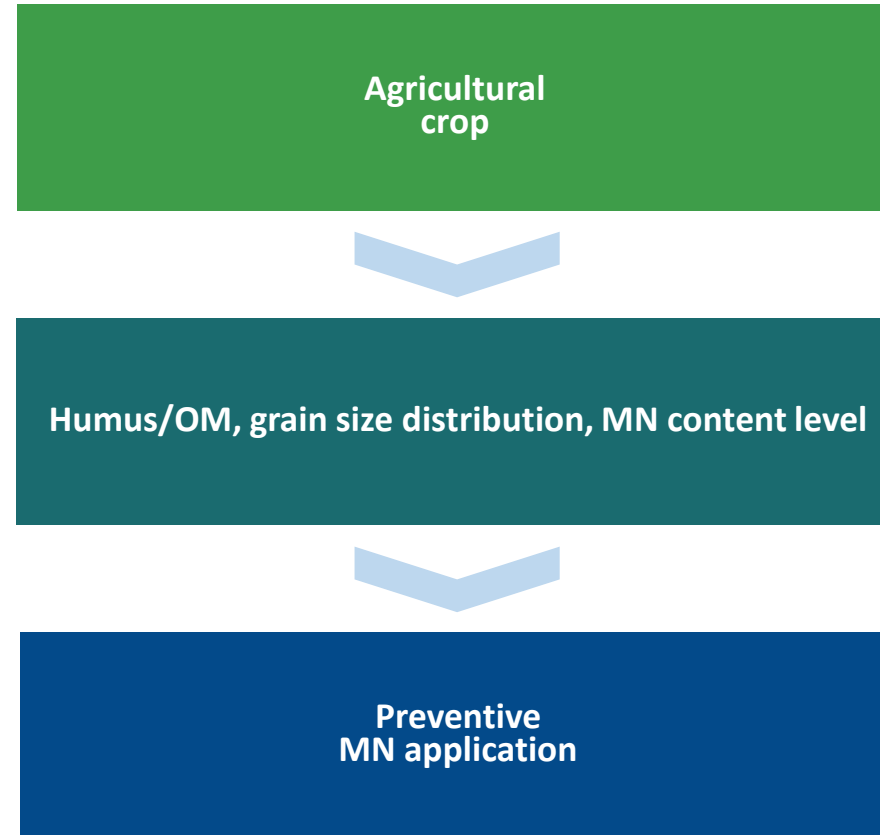 Agricultural
crop
Humus/OM, grain size distribution, MN content level
Preventive
MN application